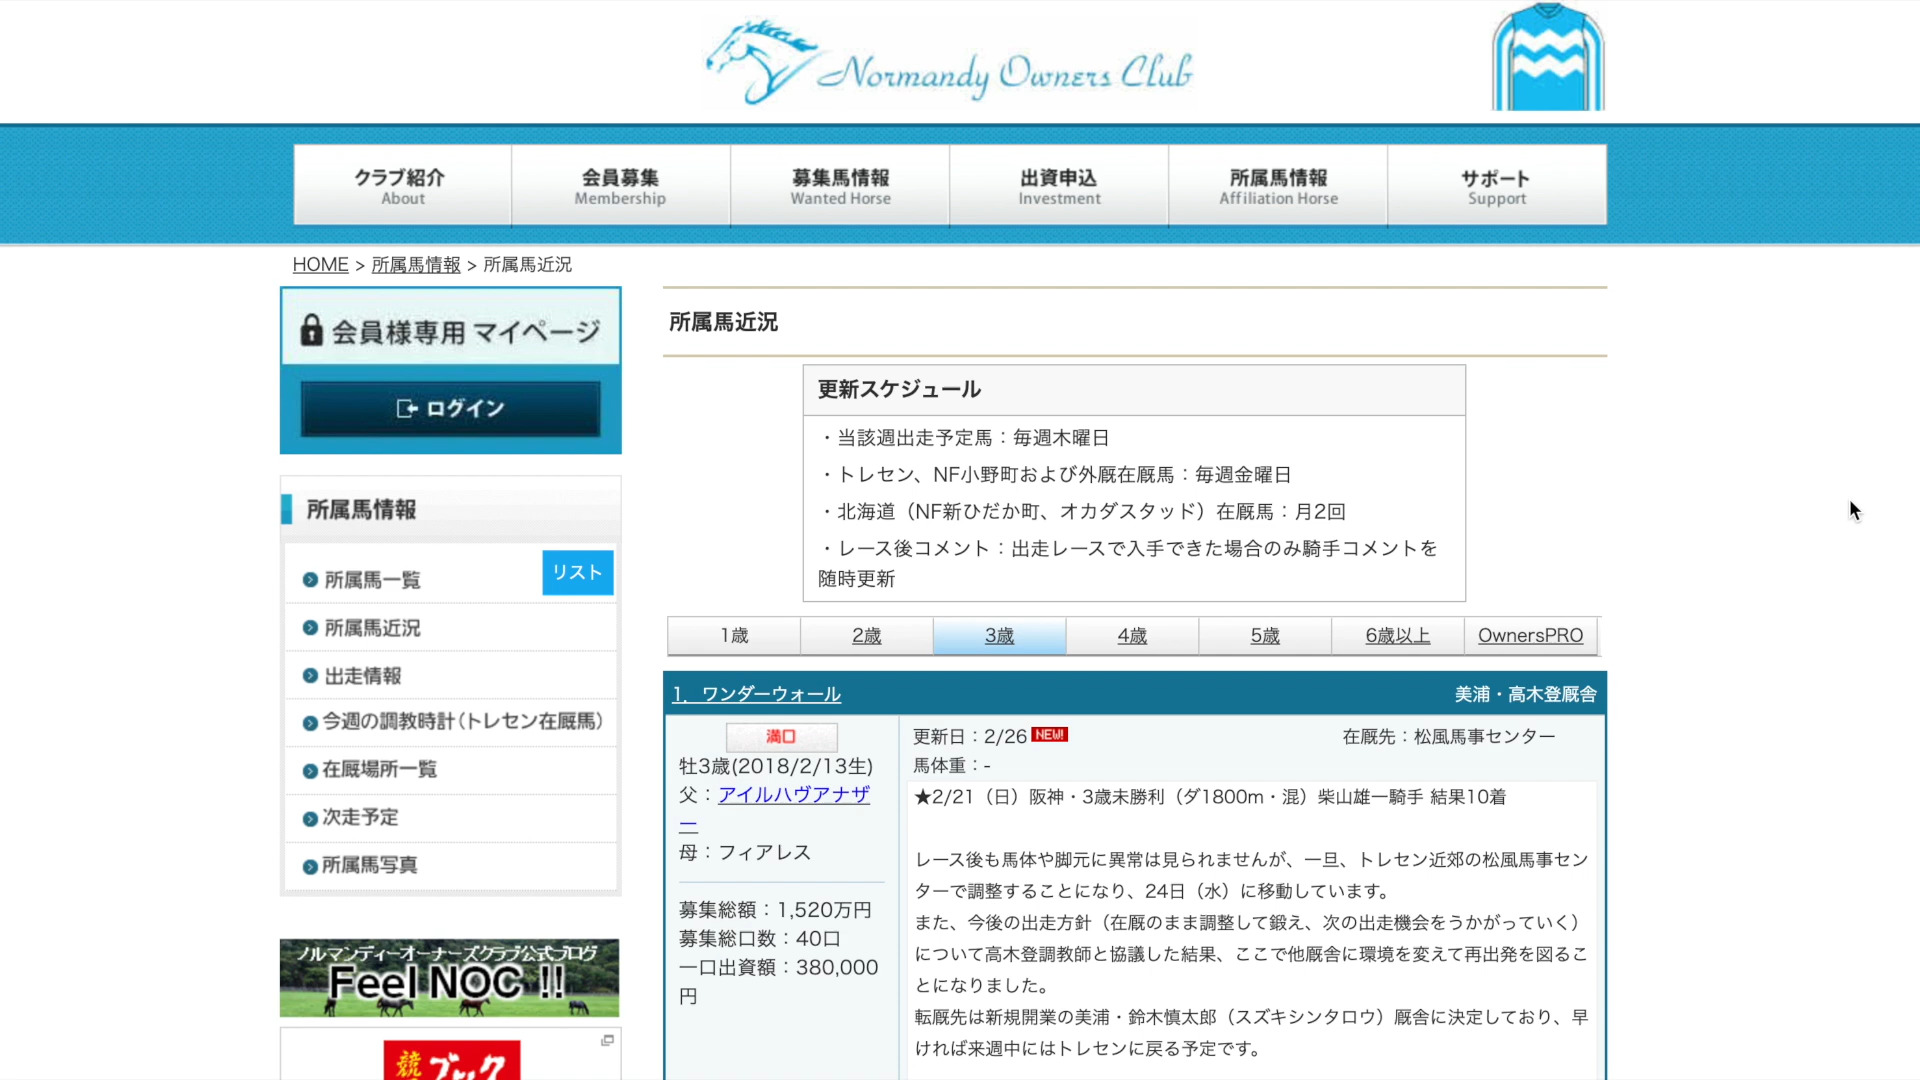 Normandy Owners Club
クラブ紹介
About
会員募集
Membership
募集馬情報
Wanted Horse
出資申込
Investment
所属馬情報
Affiliation Horse
サポート
Support
HOME > 所属馬情報 > 所属馬近況
会員様専用 マイページ
ログイン
所属馬情報
所属馬一覧
リスト
所属馬近況
出走情報
今週の調教時計(トレセン在厩馬)
在厩場所一覧
次走予定
所属馬写真
ノルマンディーオーナーズクラブ公式ブログ
Feel NOC !!
競
ブック
所属馬近況
更新スケジュール
・当該週出走予定馬：毎週木曜日
・トレセン、NF小野町および外厩在厩馬：毎週金曜日
・北海道（NF新ひだか町、オカダスタッド）在厩馬：月2回
・レース後コメント：出走レースで入手できた場合のみ騎手コメントを
随時更新
1歳
2歳
3歳
4歳
5歳
6歳以上
OwnersPRO
1．ワンダーウォール
美浦・高木登厩舎
満口
牡3歳(2018/2/13生)
父：アイルハヴアナザ
ー
母：フィアレス
募集総額：1,520万円
募集総口数：40口
一口出資額：380,000
円
更新日：2/26 NEW!
在厩先：松風馬事センター
馬体重：-
★2/21（日）阪神・3歳未勝利（ダ1800m・混）柴山雄一騎手 結果10着
レース後も馬体や脚元に異常は見られませんが、一旦、トレセン近郊の松風馬事セン
ターで調整することになり、24日（水）に移動しています。
また、今後の出走方針（在厩のまま調整して鍛え、次の出走機会をうかがっていく）
について高木登調教師と協議した結果、ここで他厩舎に環境を変えて再出発を図るこ
とになりました。
転厩先は新規開業の美浦・鈴木慎太郎（スズキシンタロウ）厩舎に決定しており、早
ければ来週中にはトレセンに戻る予定です。